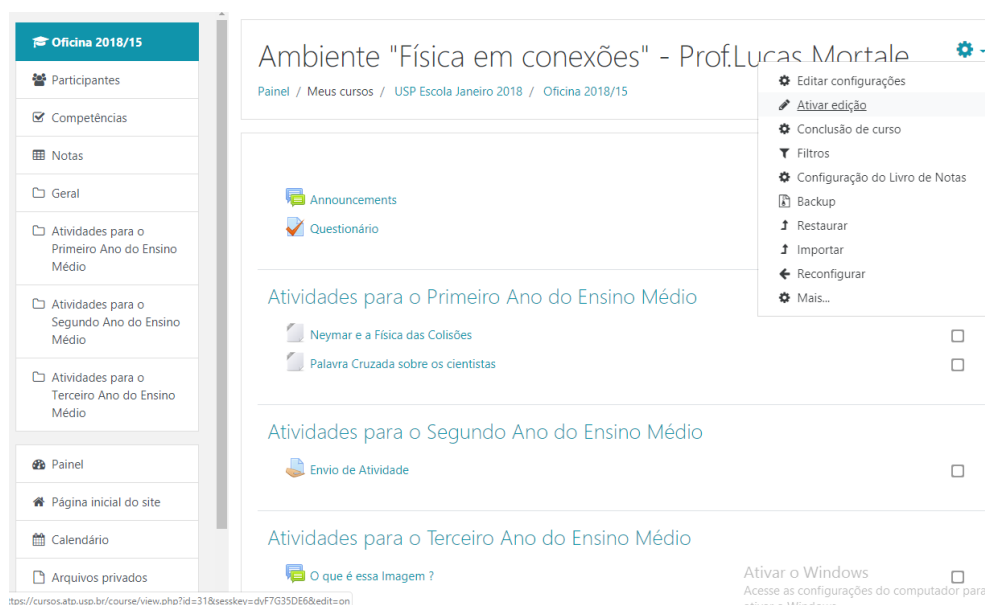 Oficina 2018/15
Participantes
Competências
Notas
Geral
Atividades para o
Primeiro Ano do Ensino
Médio
Atividades para o
Segundo Ano do Ensino
Médio
Atividades para o
Terceiro Ano do Ensino
Médio
Painel
Página inicial do site
Calendário
Arquivos privados
Ambiente "Física em conexões" - Prof.Lucas Mortale
Painel / Meus cursos / USP Escola Janeiro 2018 / Oficina 2018/15
Editar configurações
Ativar edição
Conclusão de curso
Filtros
Configuração do Livro de Notas
Backup
Restaurar
Importar
Reconfigurar
Mais...
Announcements
Questionário
Atividades para o Primeiro Ano do Ensino Médio
Neymar e a Física das Colisões
Palavra Cruzada sobre os cientistas
Atividades para o Segundo Ano do Ensino Médio
Envio de Atividade
Atividades para o Terceiro Ano do Ensino Médio
O que é essa Imagem ?
Ativar o Windows
Acesse as configurações do computador para
ativar o Windows
ttps://cursos.atp.usp.br/course/view.php?id=31&sesskey=dyF7G35DE6&edit=on